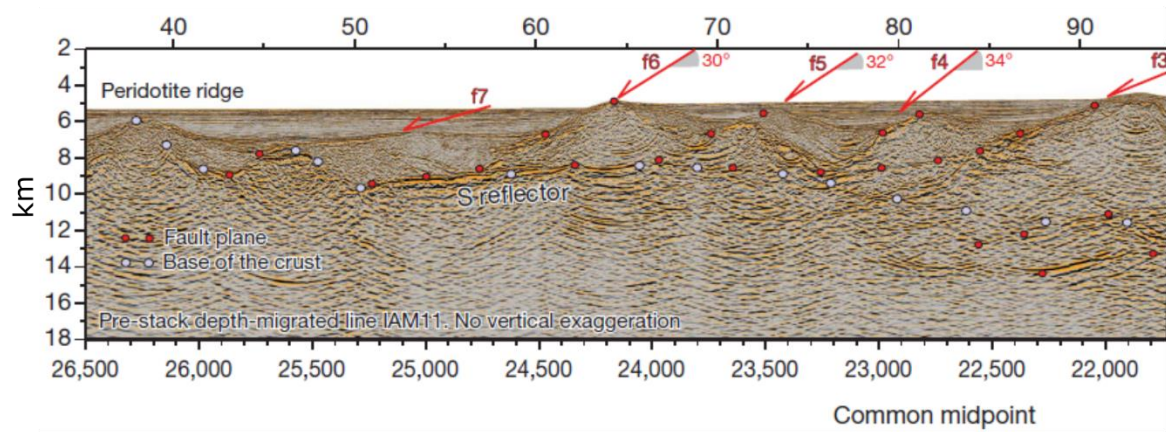 40 50 60 70 80 90
2
4
6
8
10
12
14
16
18
km
f6 30° f5 32° f4 34° f3
Peridotite ridge
f7
S reflector
Fault plane
Base of the crust
Pre-stack depth-migrated line IAM11. No vertical exaggeration
26,500 26,000 25,500 25,000 24,500 24,000 23,500 23,000 22,500 22,000
Common midpoint